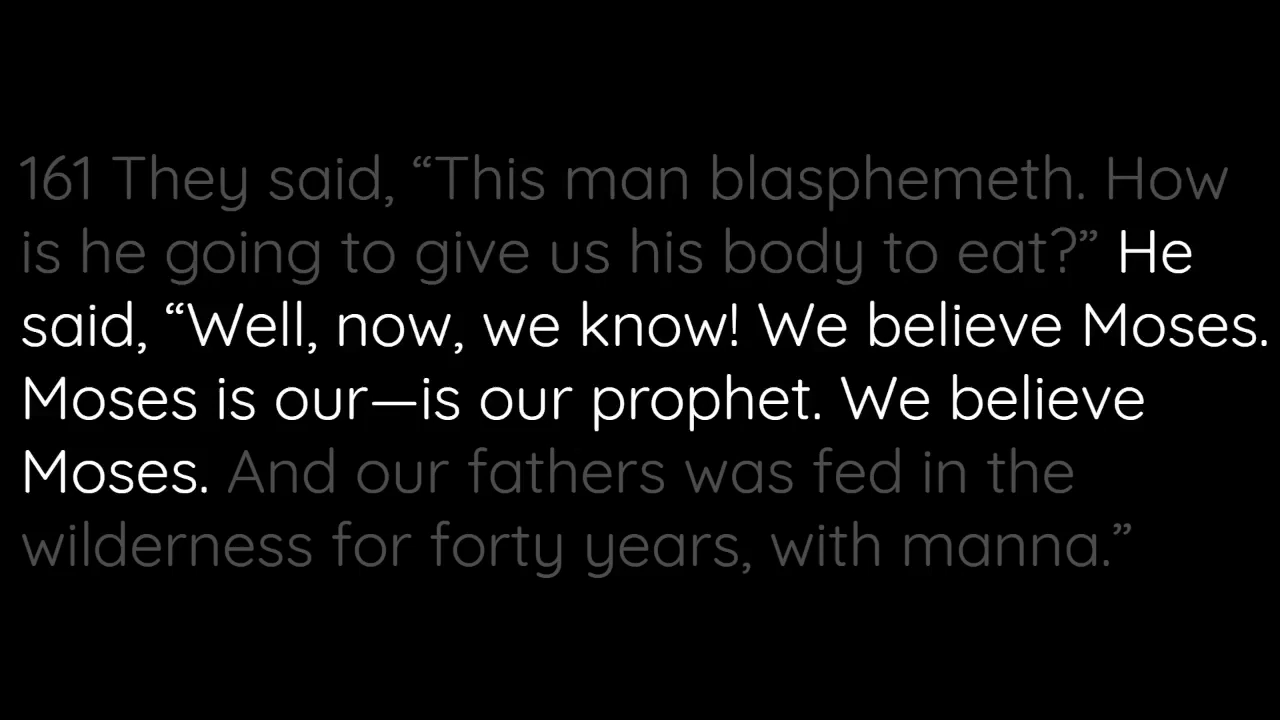 161 They said, “This man blasphemeth. How
is he going to give us his body to eat?” He
said, “Well, now, we know! We believe Moses.
Moses is our—is our prophet. We believe
Moses. And our fathers was fed in the
wilderness for forty years, with manna.”